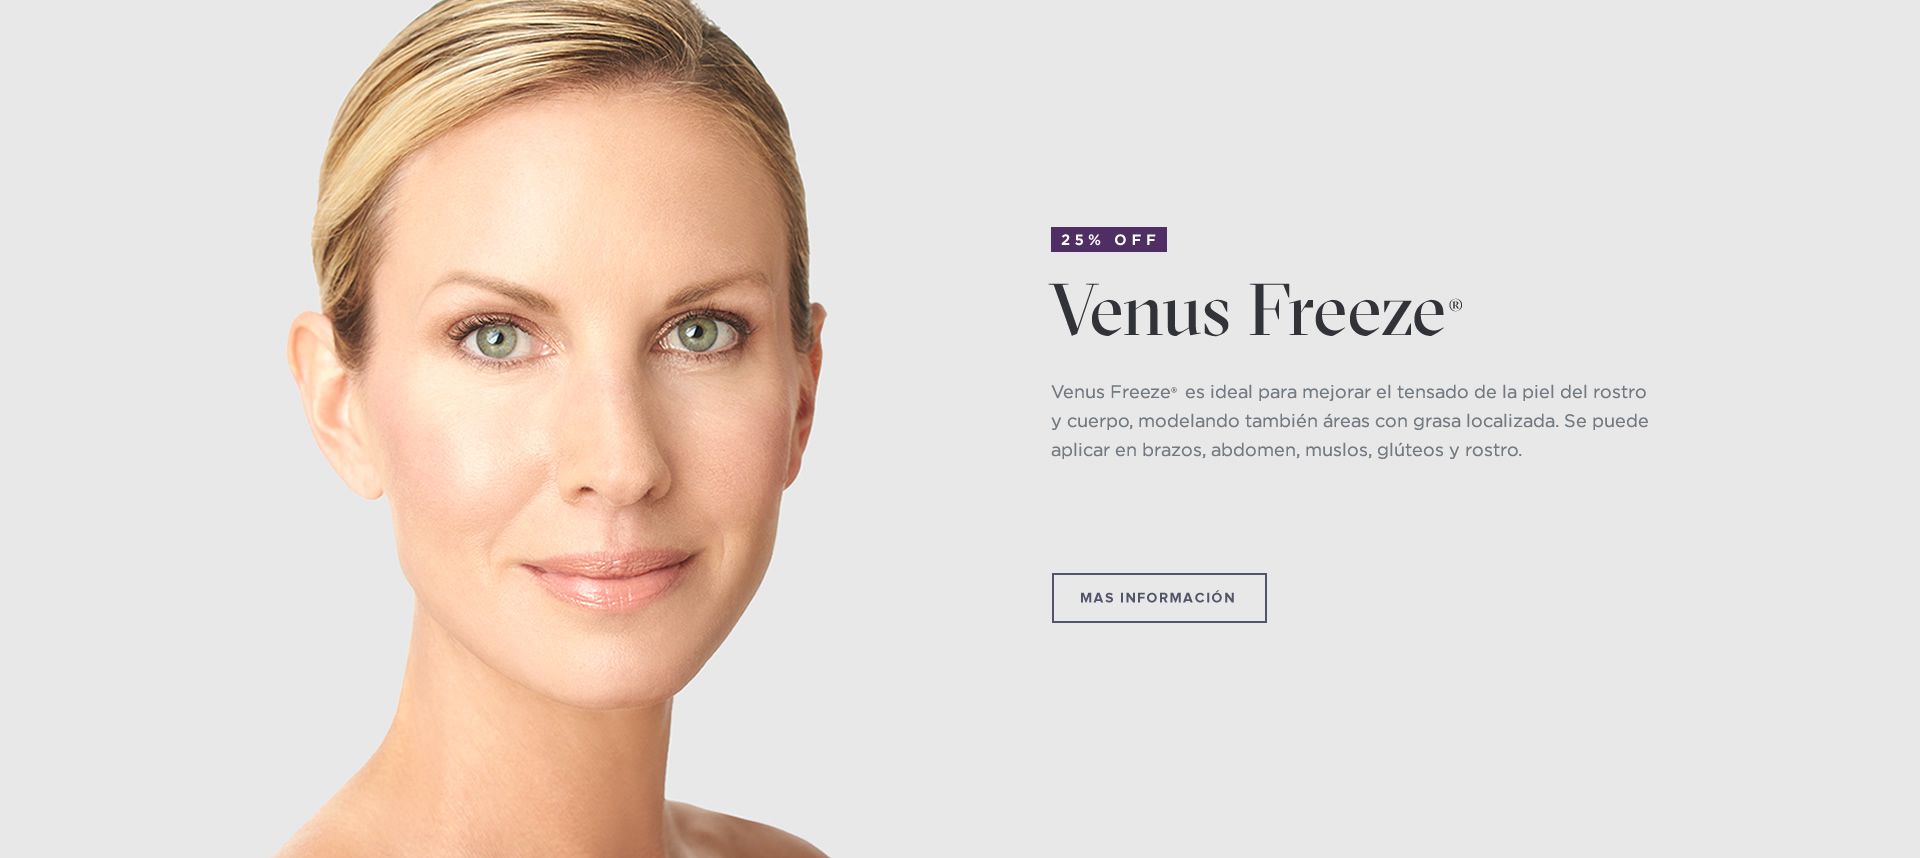 25% OFF
Venus Freeze®
Venus Freeze® es ideal para mejorar el tensado de la piel del rostro
y cuerpo, modelando también áreas con grasa localizada. Se puede
aplicar en brazos, abdomen, muslos, glúteos y rostro.
MAS INFORMACIÓN